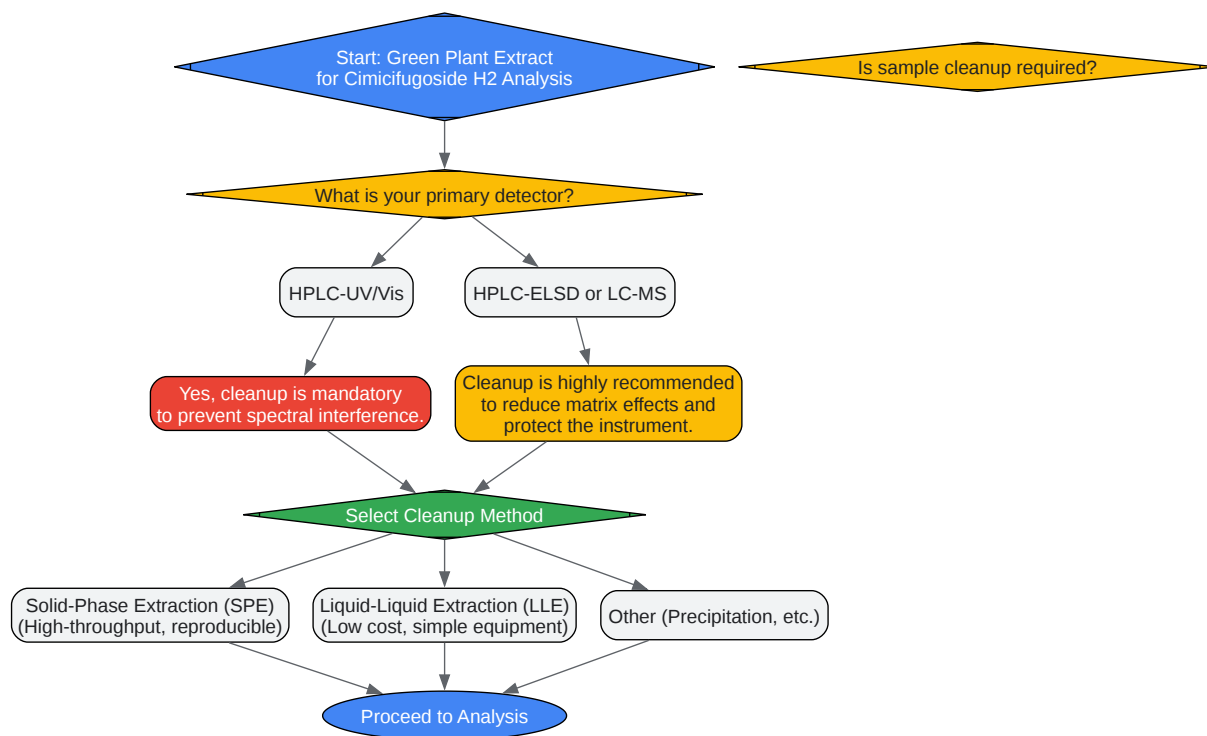 Start: Green Plant Extract
for Cimicifugoside H2 Analysis
Is sample cleanup required?
What is your primary detector?
HPLC-UV/Vis
HPLC-ELSD or LC-MS
Yes, cleanup is mandatory
to prevent spectral interference.
Cleanup is highly recommended
to reduce matrix effects and
protect the instrument.
Select Cleanup Method
Solid-Phase Extraction (SPE)
(High-throughput, reproducible)
Liquid-Liquid Extraction (LLE)
(Low cost, simple equipment)
Other (Precipitation, etc.)
Proceed to Analysis